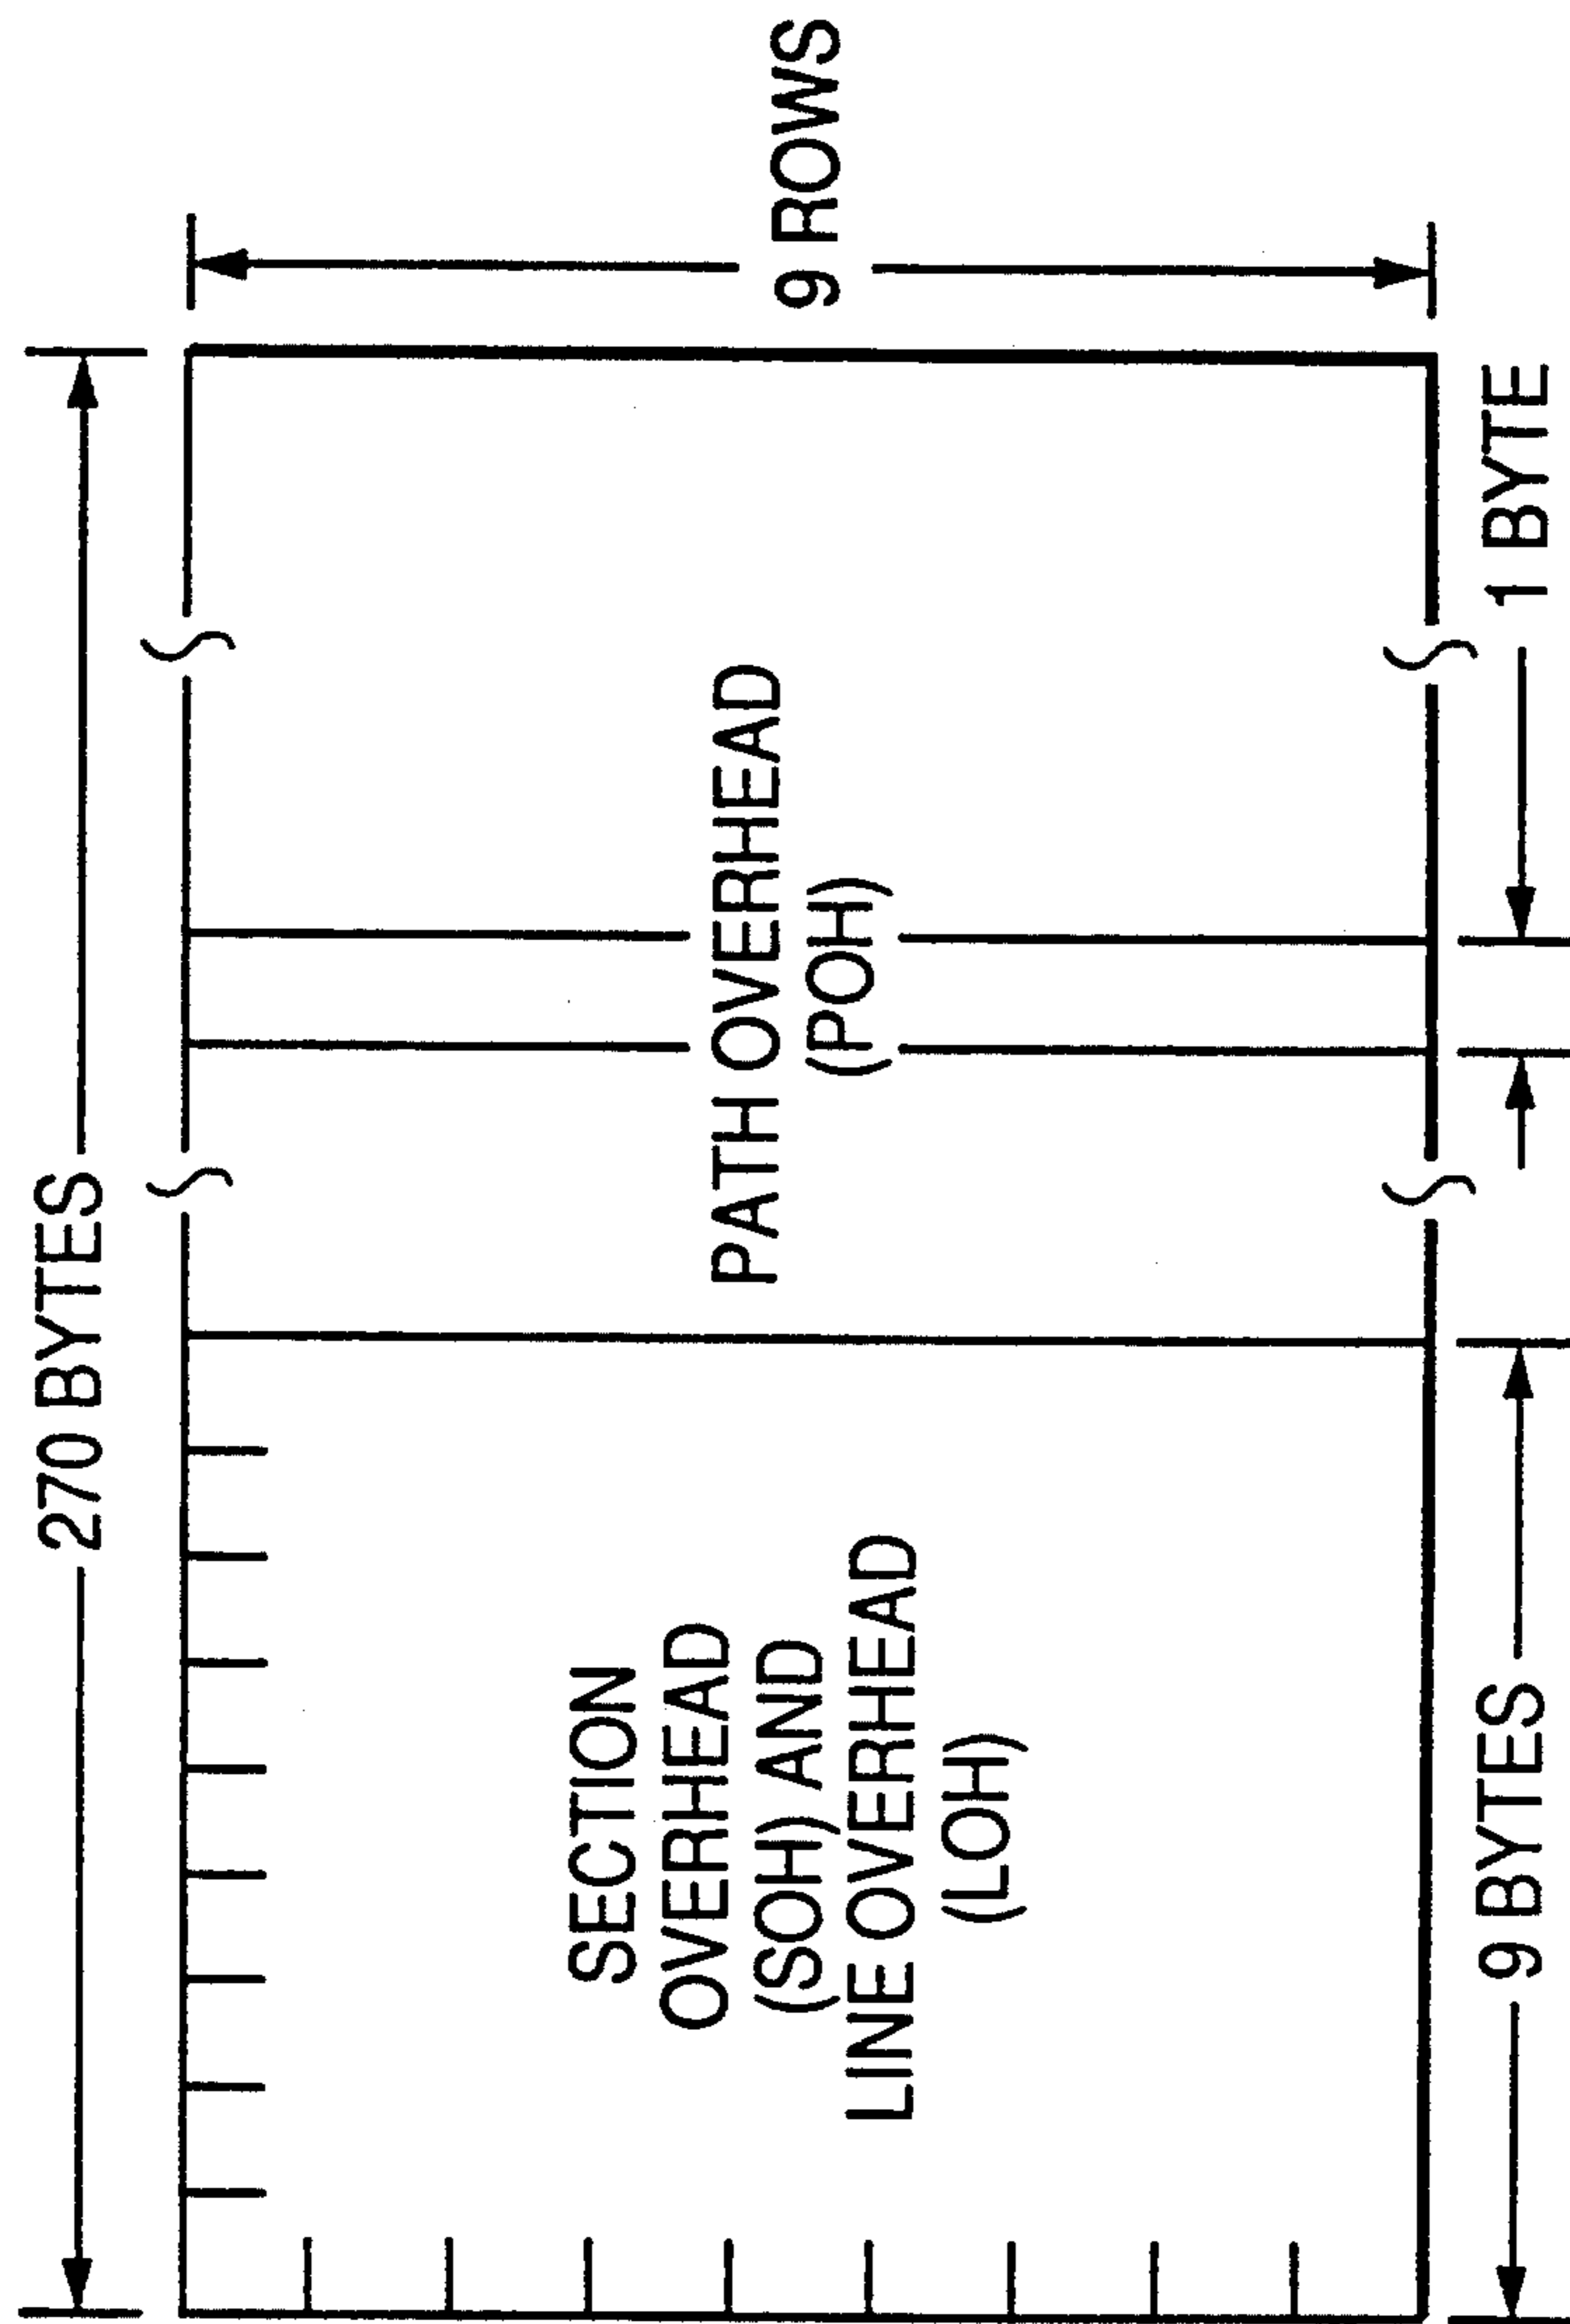 270 BYTES
SECTION
OVERHEAD
(SOH) AND
LINE OVERHEAD
(LOH)
PATH OVERHEAD
(POH)
9 ROWS
9 BYTES
1 BYTE